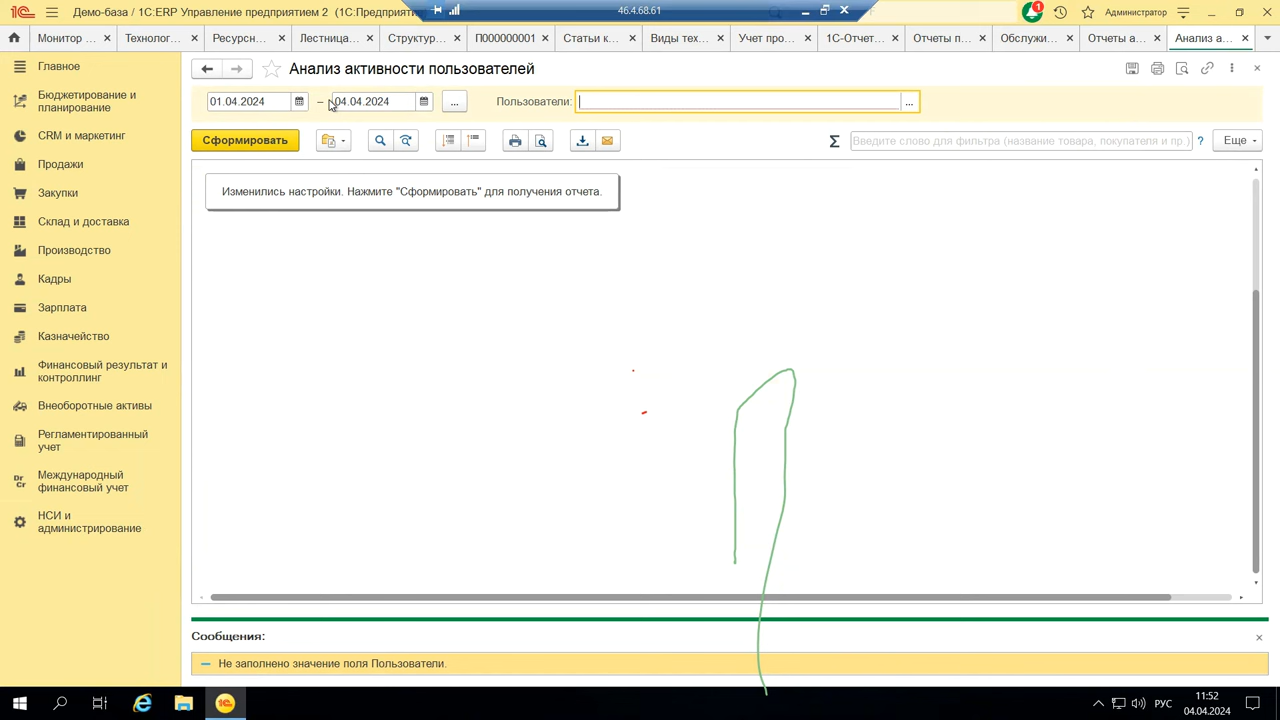 Демо-база / 1С:ERP Управление предприятием 2 (1С:Предприяти
46.4.68.61
1
Администратор
Монитор ...
Технолог...
Ресурсн...
Лестница...
Структур...
П000000001
Статьи к...
Виды тех...
Учет про...
1С-Отчет...
Отчеты п...
Обслужи...
Отчеты а...
Анализ а...
Главное
Бюджетирование и
планирование
CRM и маркетинг
Продажи
Закупки
Склад и доставка
Производство
Кадры
Зарплата
Казначейство
Финансовый результат и
контроллинг
Внеоборотные активы
Регламентированный
учет
Dr
Cr
Международный
финансовый учет
НСИ и
администрирование
Анализ активности пользователей
01.04.2024 – 04.04.2024 ... Пользователи: ...
Сформировать
Σ Введите слово для фильтра (название товара, покупателя и пр.) ? Еще
Изменились настройки. Нажмите "Сформировать" для получения отчета.
Сообщения:
Не заполнено значение поля Пользователи.
РУС
11:52
04.04.2024